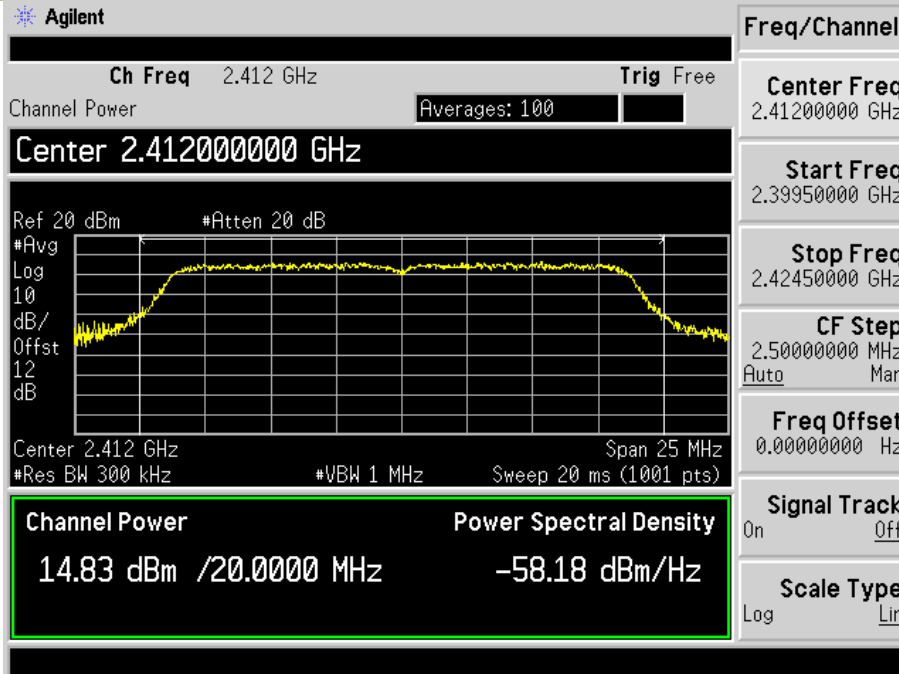 Agilent
Freq/Channel
Ch Freq 2.412 GHz Trig Free
Channel Power Averages: 100
Center 2.412000000 GHz
Center Freq
2.41200000 GHz
Start Freq
2.39950000 GHz
Ref 20 dBm #Atten 20 dB
#Avg
Log
10
dB/
Offst
12
dB
Stop Freq
2.42450000 GHz
CF Step
2.50000000 MHz
Auto Man
Center 2.412 GHz Span 25 MHz
#Res BW 300 kHz #VBW 1 MHz Sweep 20 ms (1001 pts)
Freq Offset
0.00000000 Hz
Channel Power Power Spectral Density
14.83 dBm /20.0000 MHz -58.18 dBm/Hz
Signal Track
On Off
Scale Type
Log Lin